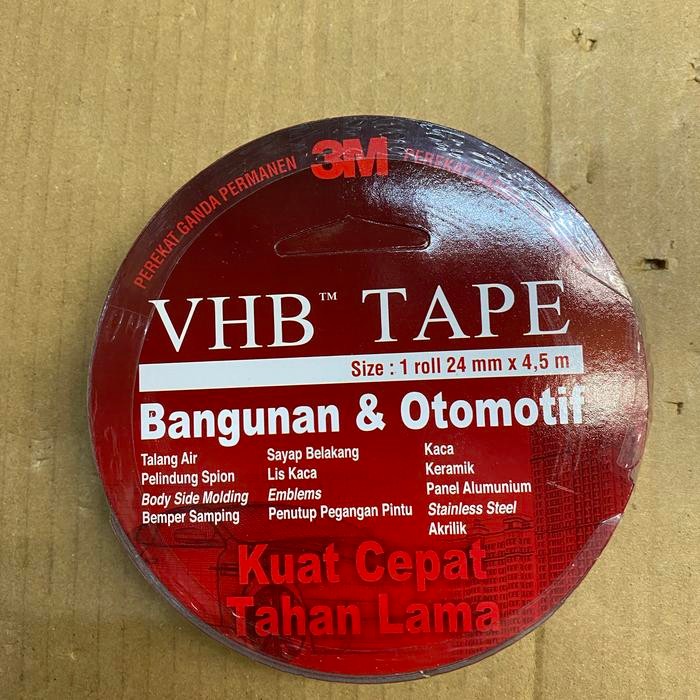 3M
PEREKAT GANDA PERMANEN
PEREKAT
VHB™ TAPE
Size : 1 roll 24 mm x 4,5 m
Bangunan & Otomotif
Talang Air
Pelindung Spion
Body Side Molding
Bemper Samping
Sayap Belakang
Lis Kaca
Emblems
Penutup Pegangan Pintu
Kaca
Keramik
Panel Alumunium
Stainless Steel
Akrilik
Kuat Cepat
Tahan Lama